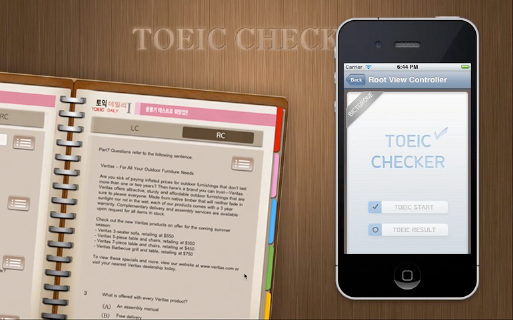 TOEIC CHECK
토익 데일리 I
TOEIC DAILY
LC
RC
Part7 Questions refer to the following sentence:
Veritas – For All Your Outdoor Furniture Needs
Are you sick of paying inflated prices for outdoor furnishings that don't last
more than one or two years? Then here's a brand you can trust—Veritas.
Veritas offers attractive, sturdy and affordable outdoor furnishings that are
sure to please everyone. Made from native timber that will neither fade in
sunlight nor rot in the wet, each of our products comes with a 3 year
warranty. Complimentary delivery and assembly services are available
upon request for all items in stock.
Check out the new Veritas products on offer for the coming summer
season:
- Veritas 3-seater sofa, retailing at $350
- Veritas 5-piece table and chairs, retailing at $350
- Veritas 7-piece table and chairs, retailing at $450
- Veritas Barbecue grill and table, retailing at $750
To view these specials and more, visit our website at www.veritas.com or
visit your nearest Veritas dealership today.
3
What is offered with every Veritas product?
(A) An assembly manual
(B) Free delivery
Carrier
6:44 PM
Back
Root View Controller
TOEIC
CHECKER
TOEIC START
TOEIC RESULT